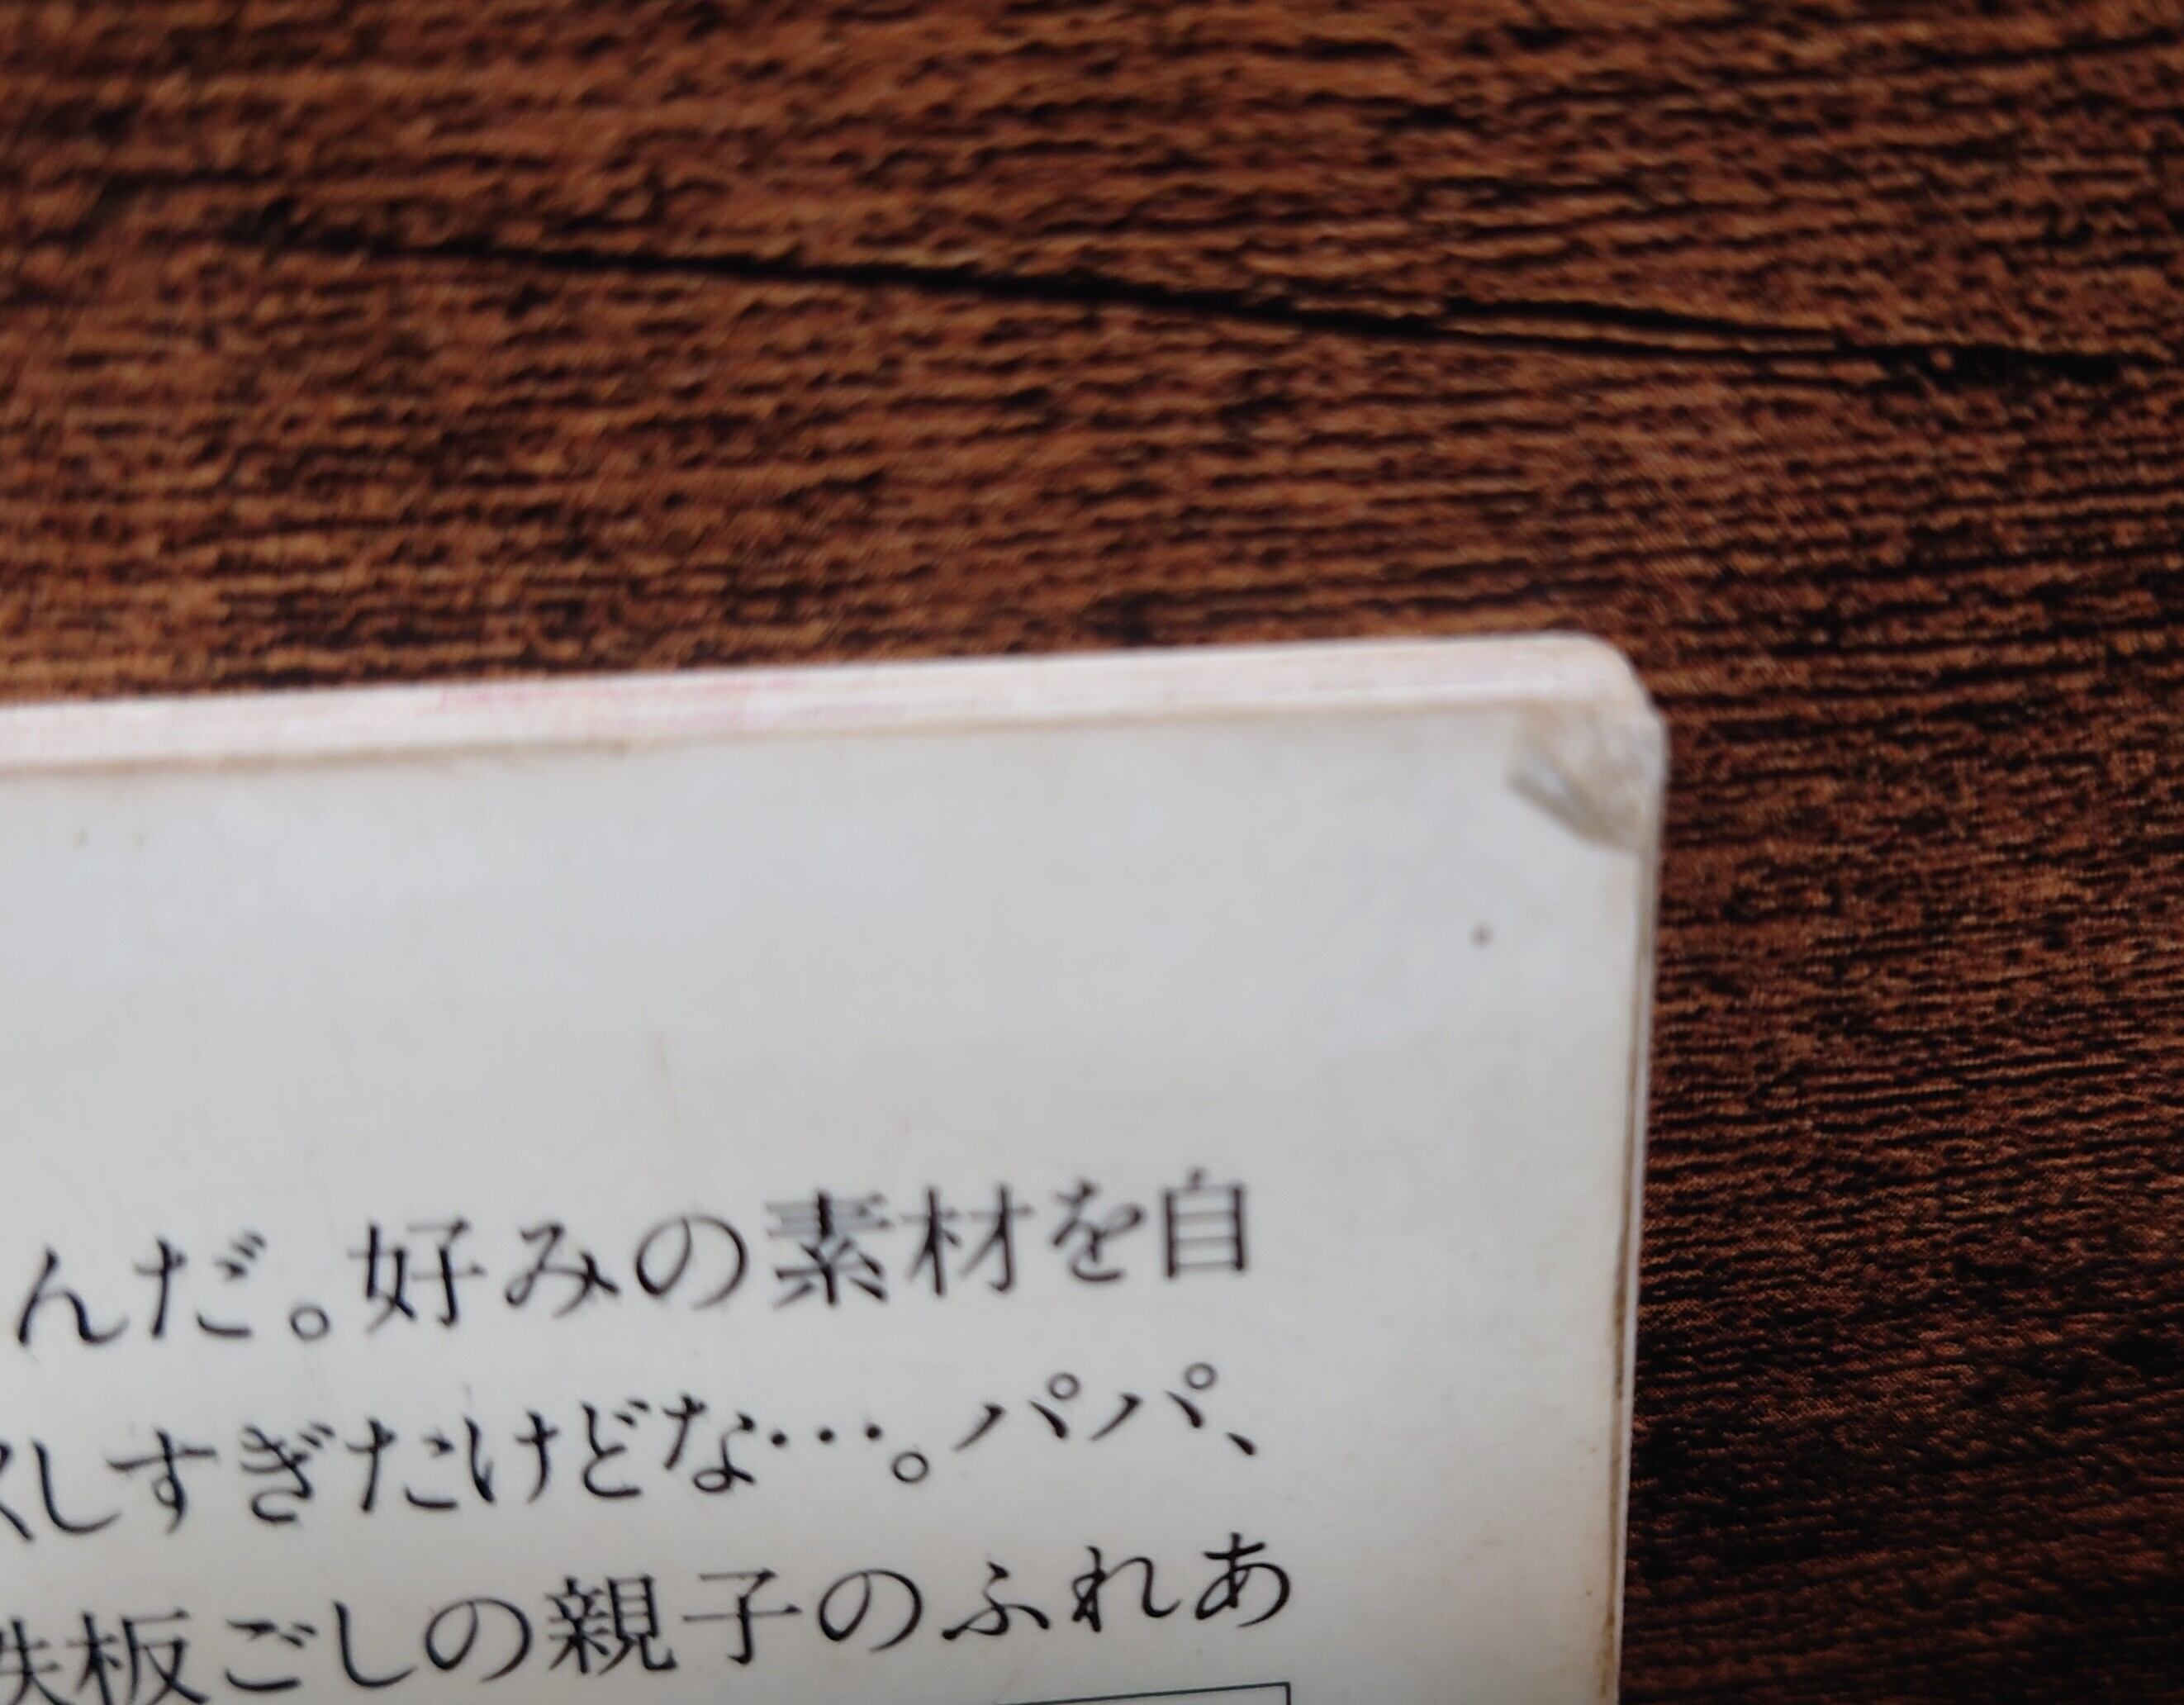 んだ。好みの素材を自
しすぎたけどな…。パパ、
板ごしの親子のふれあ